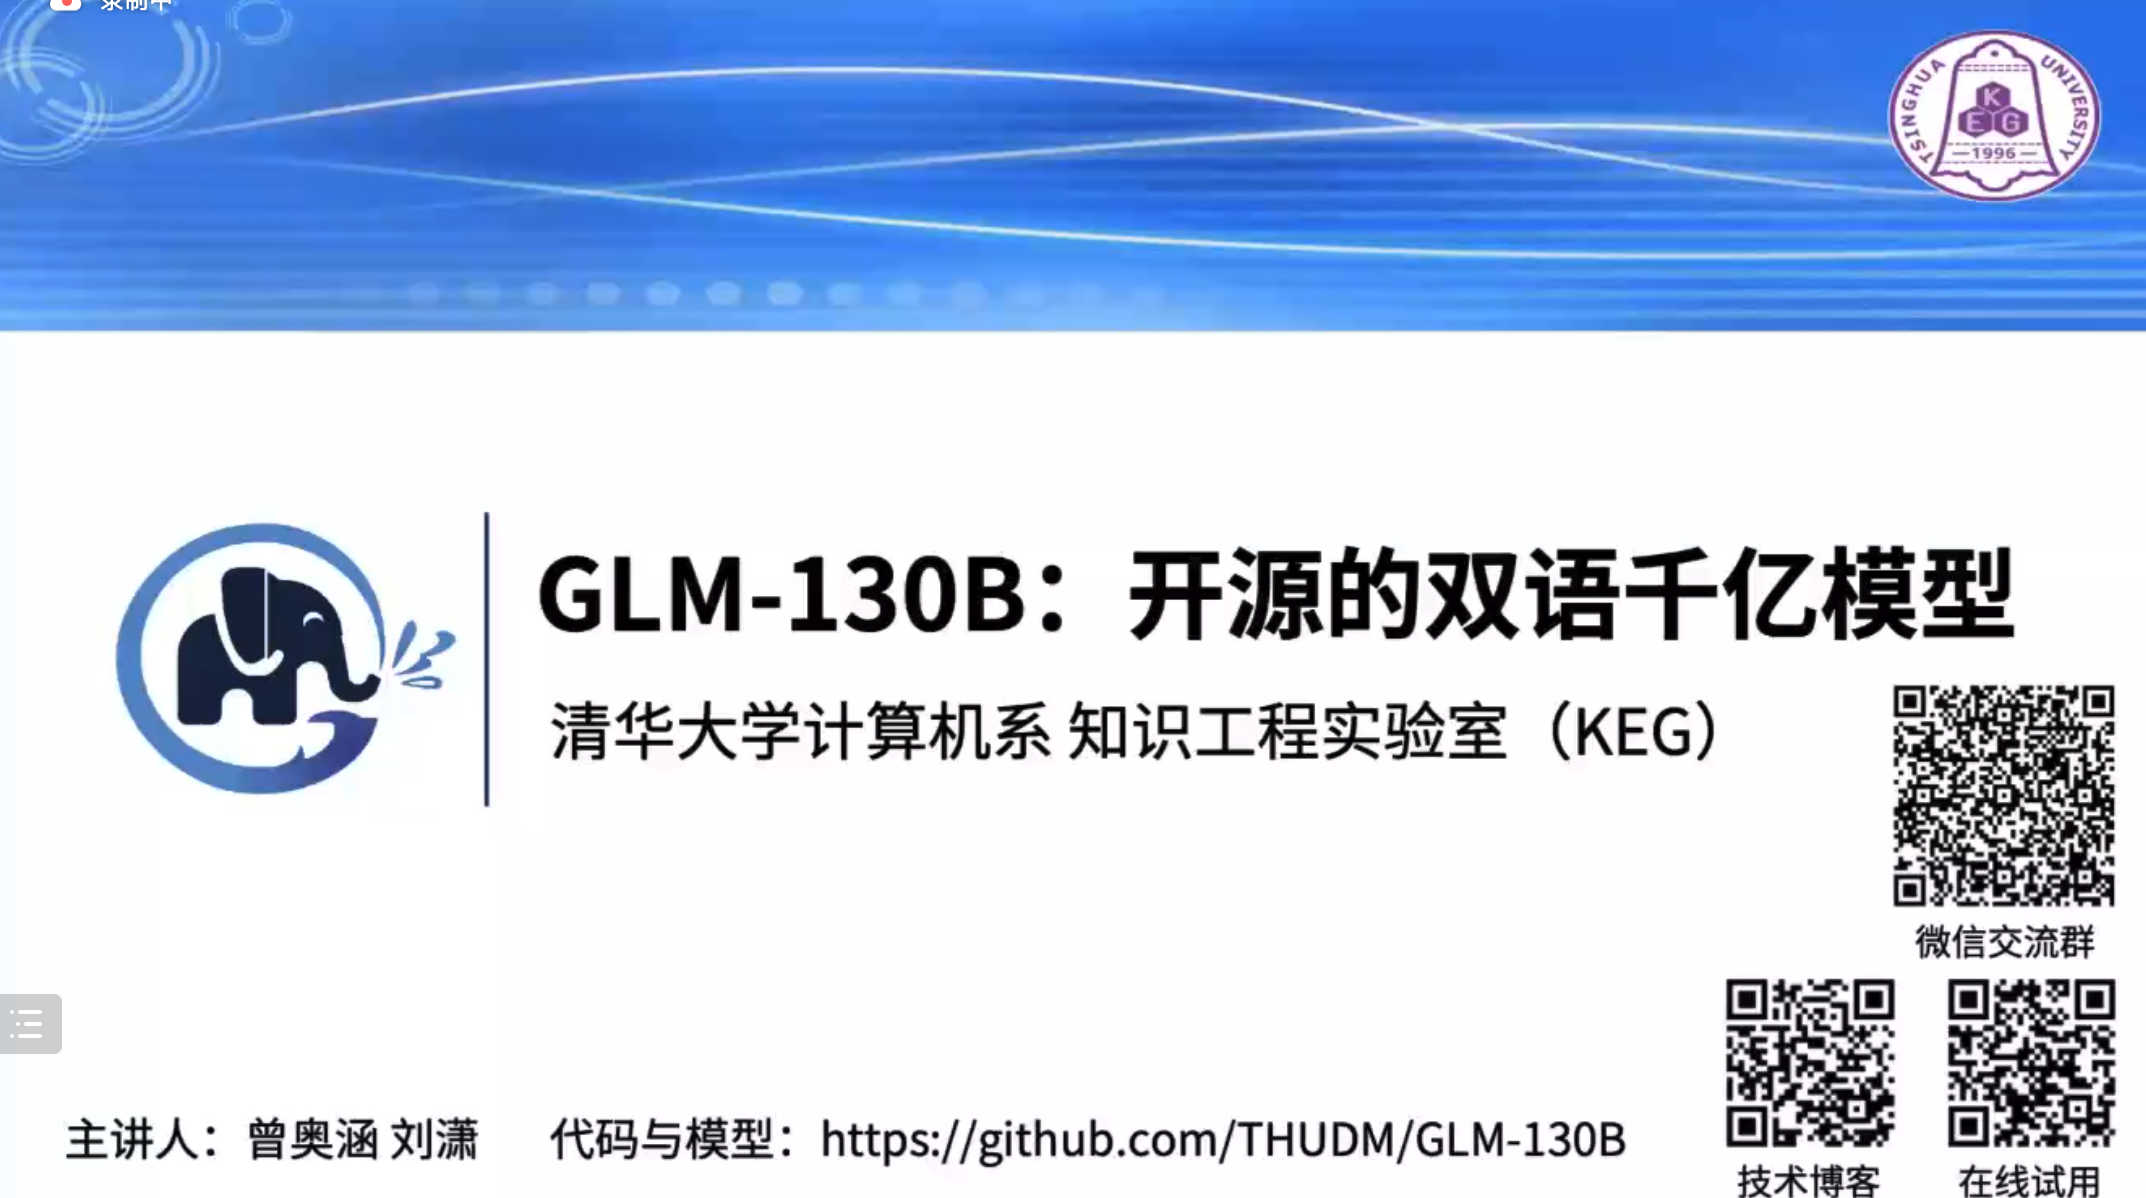 录制中
TSINGHUA UNIVERSITY
K
E G
1996
GLM-130B：开源的双语千亿模型
清华大学计算机系 知识工程实验室（KEG）
微信交流群
主讲人：曾奥涵 刘潇
代码与模型：https://github.com/THUDM/GLM-130B
技术博客
在线试用